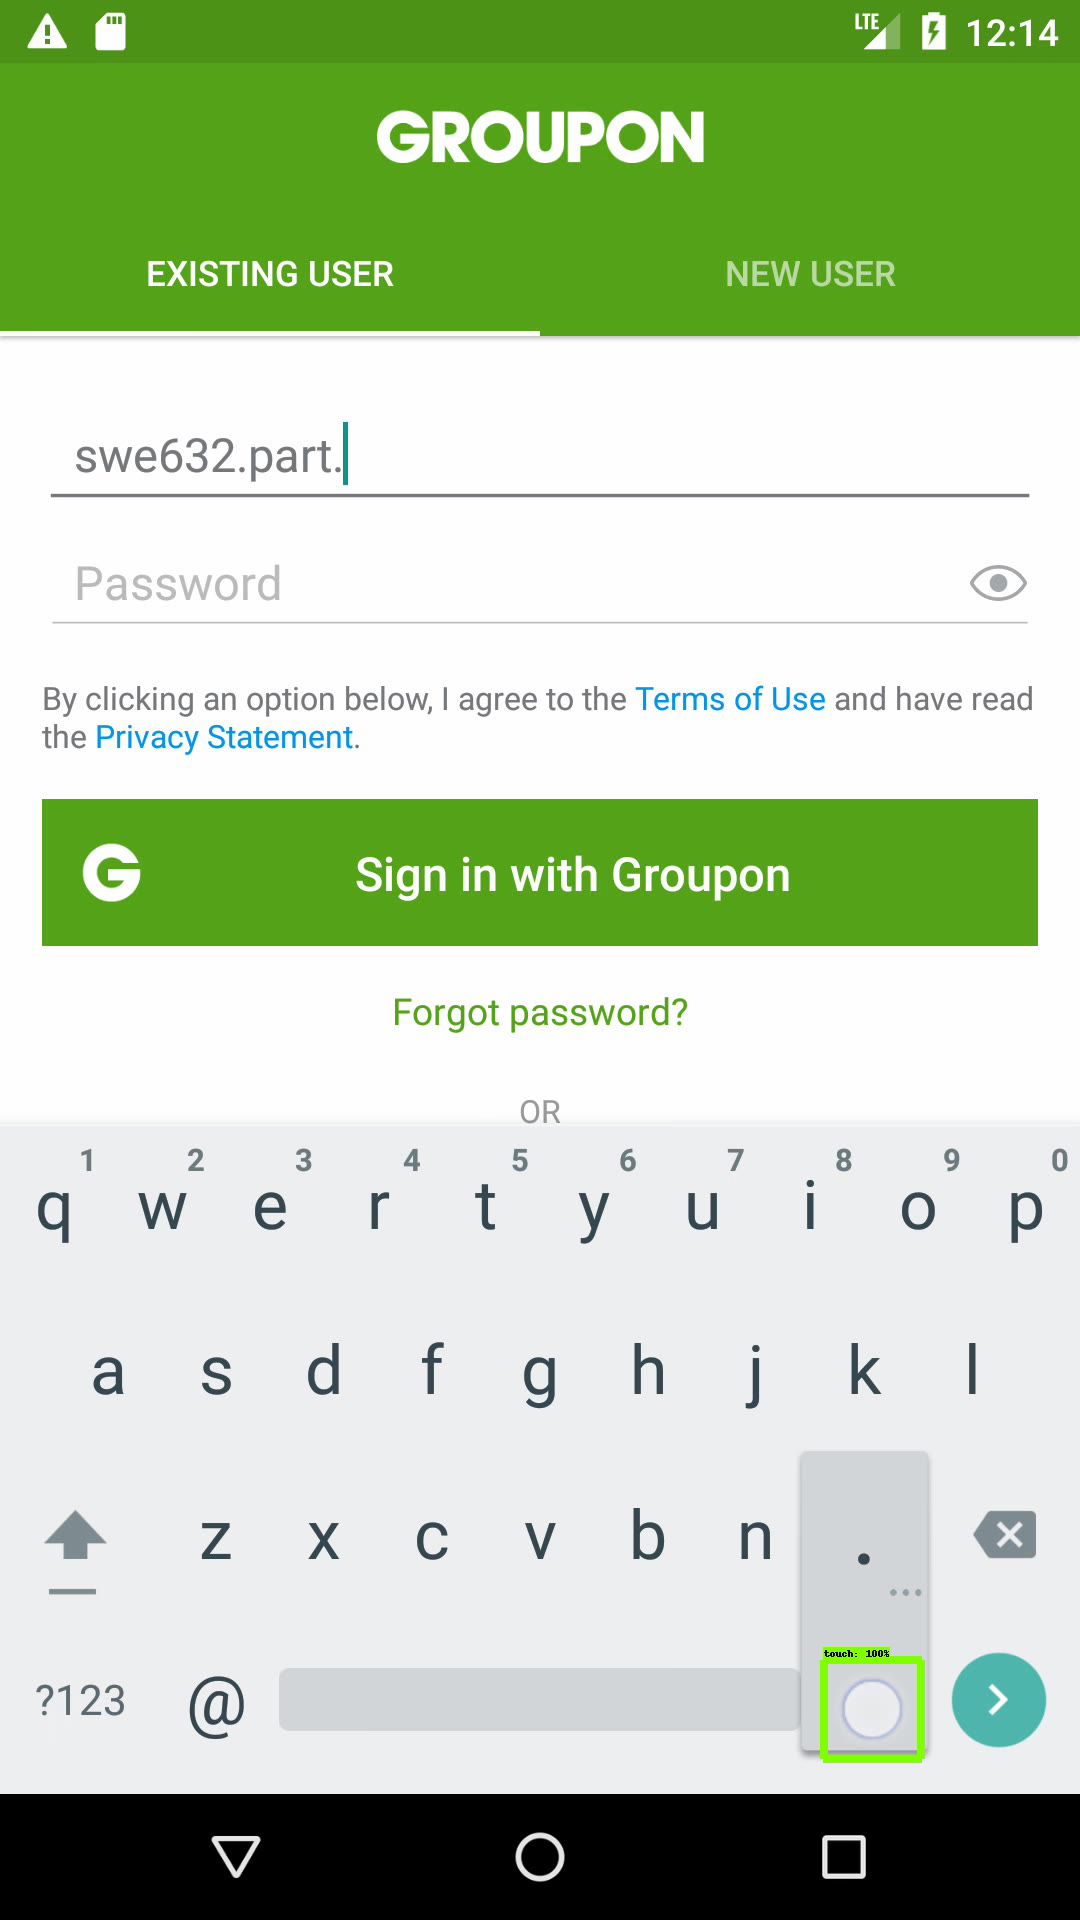 LTE 12:14
GROUPON
EXISTING USER NEW USER
swe632.part.
Password
By clicking an option below, I agree to the Terms of Use and have read
the Privacy Statement.
G Sign in with Groupon
Forgot password?
OR
1 2 3 4 5 6 7 8 9 0
q w e r t y u i o p
a s d f g h j k l
z x c v b n .
touch: 100%
?123 @